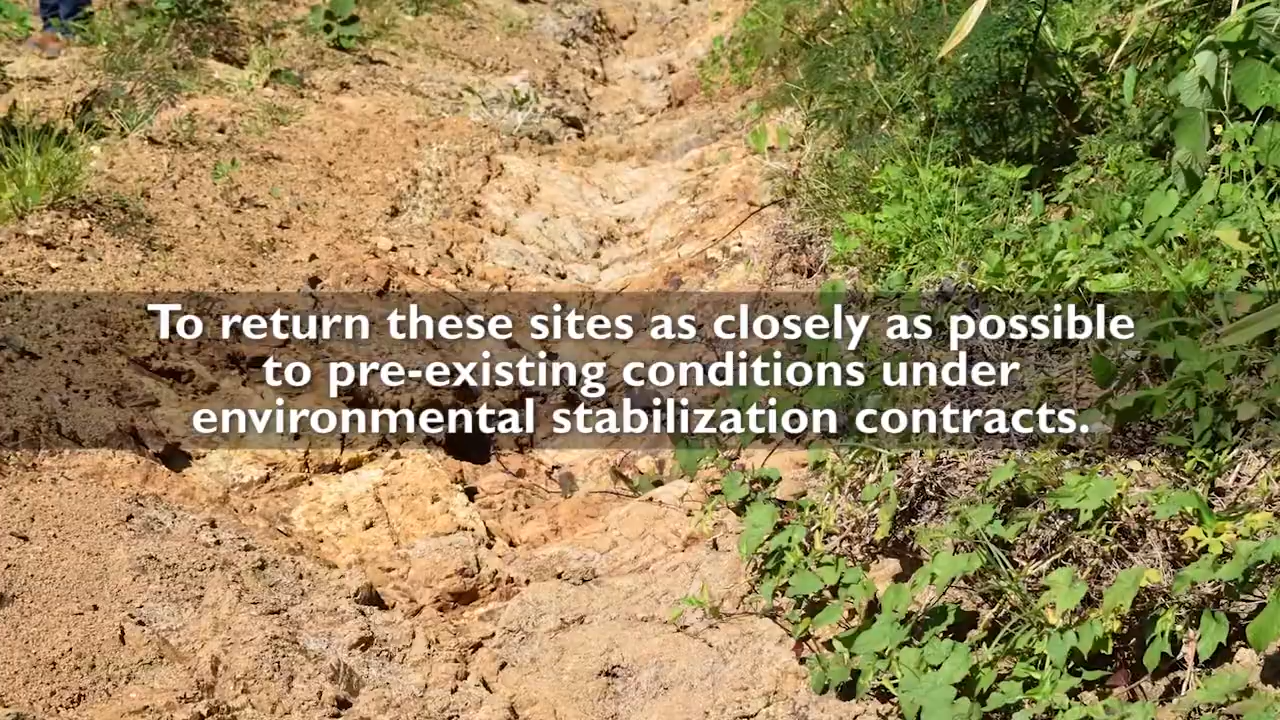 To return these sites as closely as possible
to pre-existing conditions under
environmental stabilization contracts.